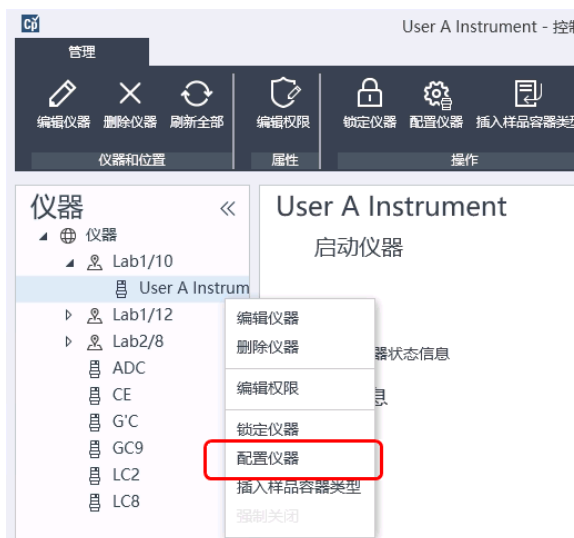 User A Instrument - 控制
管理
编辑仪器 删除仪器 刷新全部 编辑权限 锁定仪器 配置仪器 插入样品容器类型
仪器和位置 属性 操作
仪器 «
仪器
Lab1/10
User A Instrum
Lab1/12
Lab2/8
ADC
CE
G'C
GC9
LC2
LC8
User A Instrument
启动仪器
器状态信息
息
编辑仪器
删除仪器
编辑权限
锁定仪器
配置仪器
插入样品容器类型
强制关闭